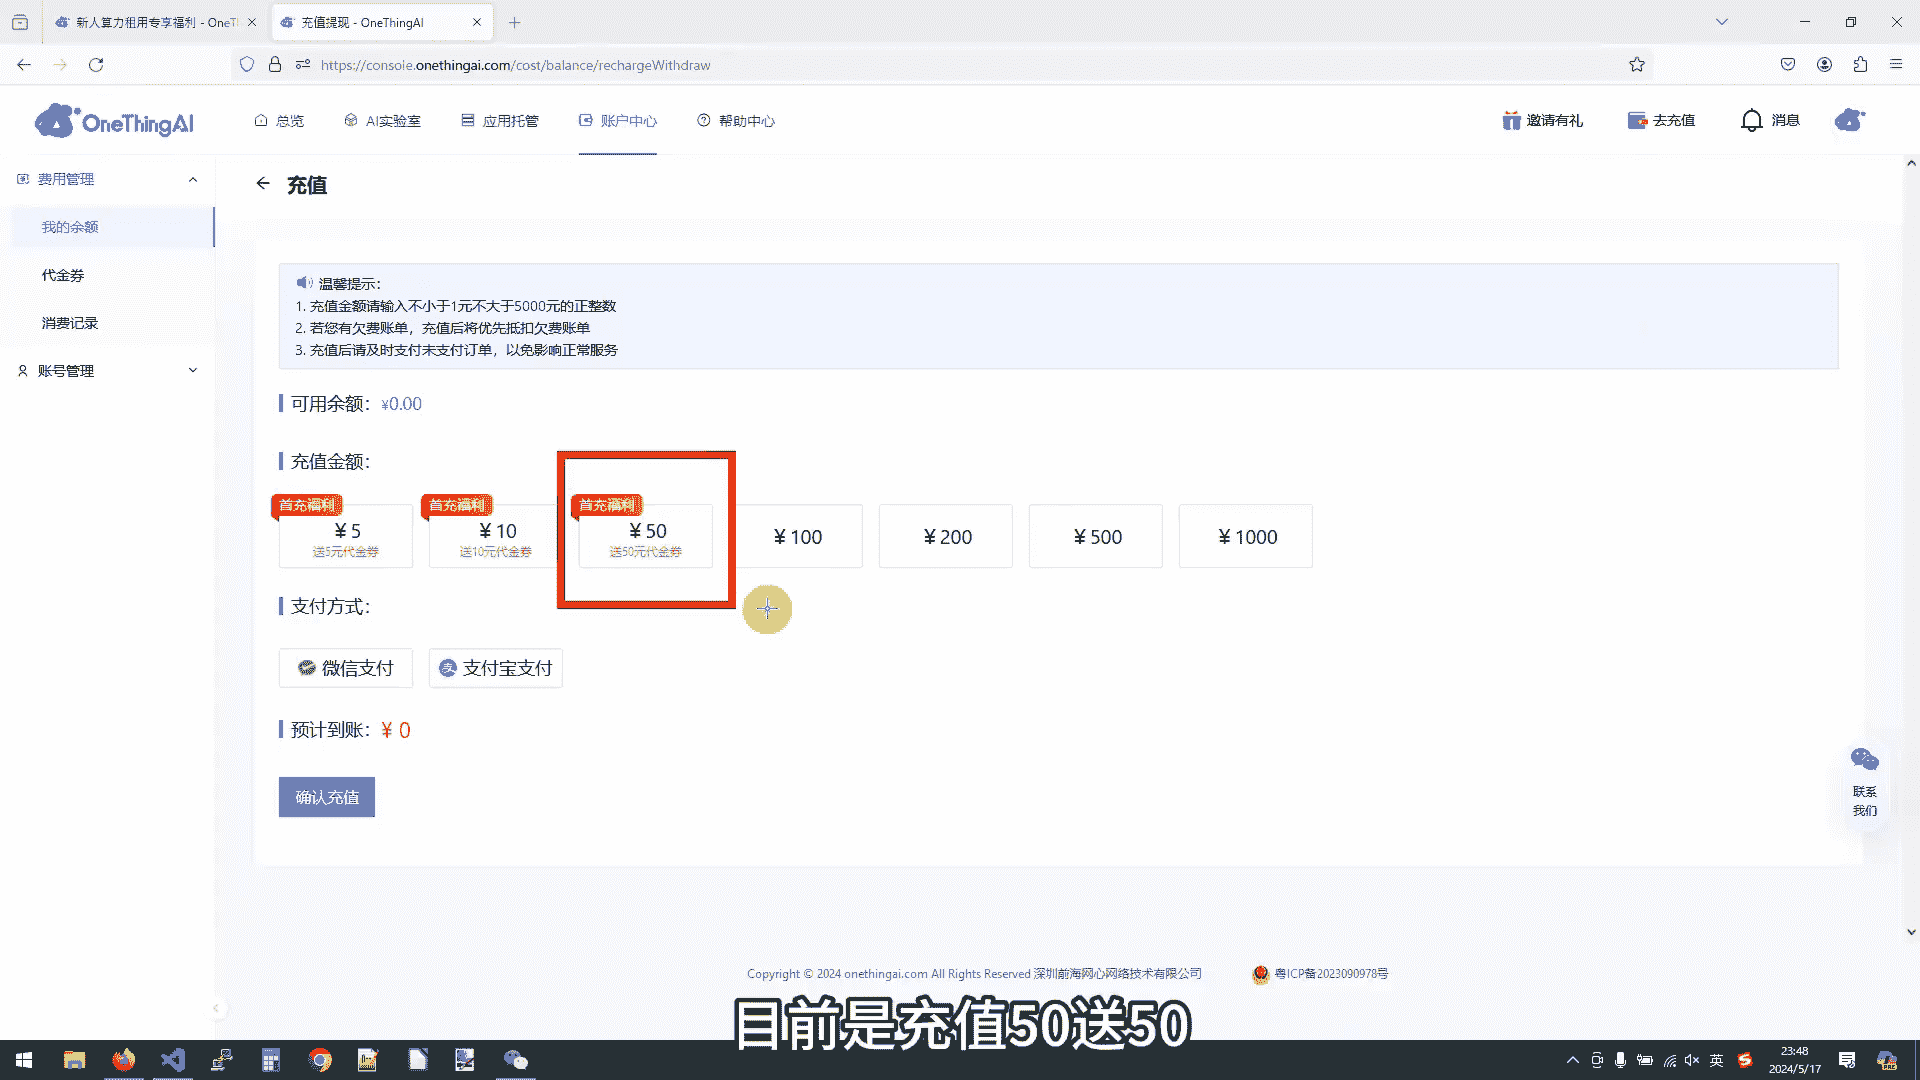 新人算力租用专享福利 - OneT
充值提现 - OneThingAI
https://console.onethingai.com/cost/balance/rechargeWithdraw
OneThingAI
总览
AI实验室
应用托管
账户中心
帮助中心
邀请有礼
去充值
消息
费用管理
我的余额
代金券
消费记录
账号管理
充值
温馨提示：
1. 充值金额请输入不小于1元不大于5000元的正整数
2. 若您有欠费账单，充值后将优先抵扣欠费账单
3. 充值后请及时支付未支付订单，以免影响正常服务
可用余额：¥0.00
充值金额：
首充福利
¥ 5
送5元代金券
首充福利
¥ 10
送10元代金券
首充福利
¥ 50
送50元代金券
¥ 100
¥ 200
¥ 500
¥ 1000
支付方式：
微信支付
支付宝支付
预计到账：¥ 0
确认充值
联系
我们
Copyright © 2024 onethingai.com All Rights Reserved 深圳前海网心网络技术有限公司
粤ICP备2023090978号
目前是充值50送50
英
23:48
2024/5/17